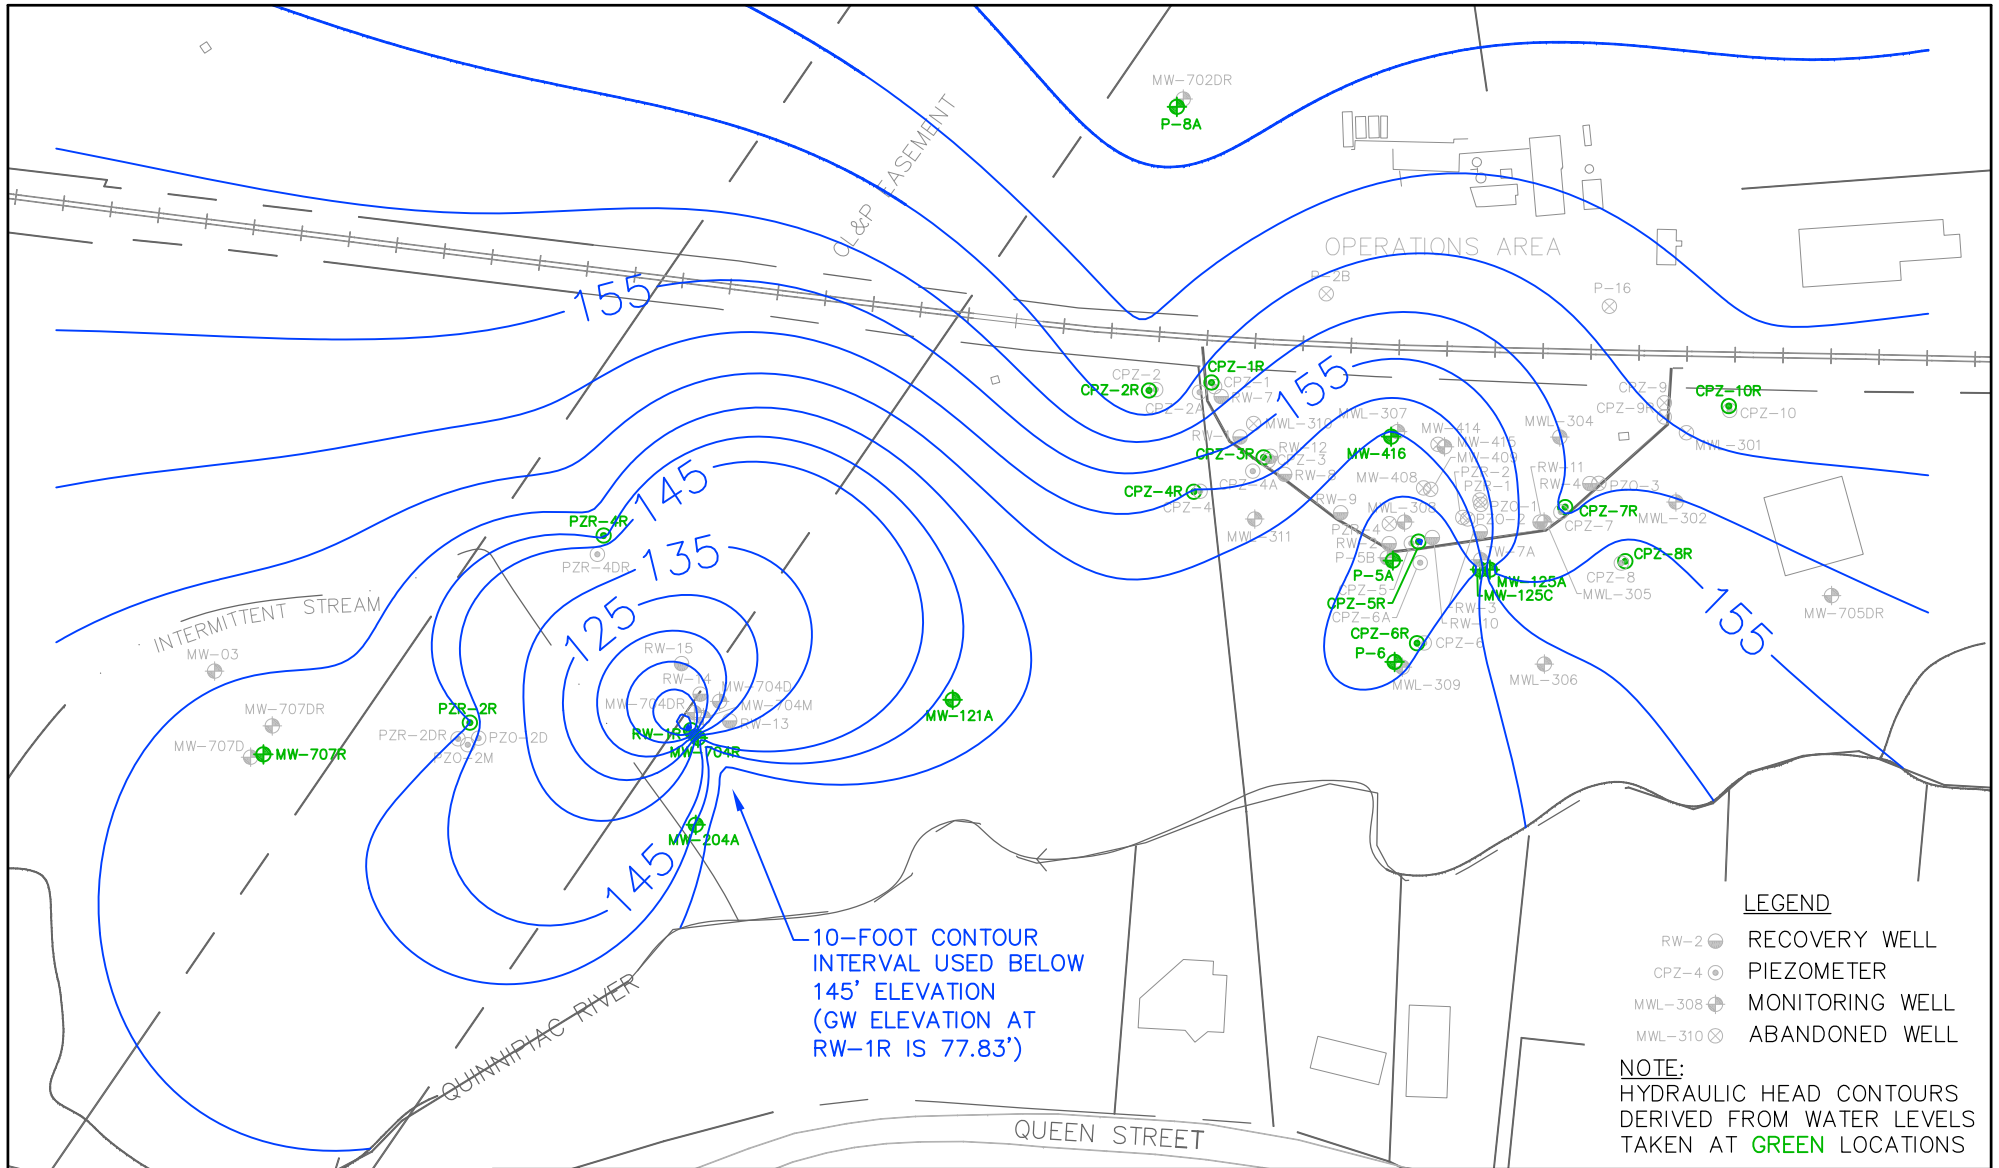 MW-702DR
P-8A
CL&P EASEMENT
OPERATIONS AREA
P-2B
P-16
155
CPZ-1R
CPZ-2
CPZ-2R
CPZ-1
CPZ-2A
RW-7
155
MWL-307
MWL-310
MW-414
MWL-304
CPZ-9
CPZ-9R
CPZ-10R
CPZ-10
MWL-301
RW-1
RW-12
CPZ-3R
CPZ-3
MW-416
MW-415
MW-409
CPZ-4A
RW-8
MW-408
PZR-2
PZR-1
RW-11
RW-4
PZO-3
CPZ-4R
CPZ-4
RW-9
MWL-308
PZO-1
PZO-2
CPZ-7R
CPZ-7
MWL-302
MWL-311
PZR-4
RW-2
P-5B
P-5A
RW-7A
MW-125A
MW-125C
CPZ-8R
CPZ-8
MWL-305
MW-705DR
CPZ-5
CPZ-5R
CPZ-6A
RW-3
RW-10
155
CPZ-6R
CPZ-6
P-6
MWL-309
MWL-306
145
PZR-4R
PZR-4DR
135
125
INTERMITTENT STREAM
MW-03
RW-15
RW-14
MW-704D
MW-704DR
MW-704M
RW-13
RW-1R
MW-704R
MW-121A
MW-707DR
MW-707D
MW-707R
PZR-2R
PZR-2DR
PZO-2D
PZO-2M
MW-204A
145
10-FOOT CONTOUR
INTERVAL USED BELOW
145' ELEVATION
(GW ELEVATION AT
RW-1R IS 77.83')
QUINNIPIAC RIVER
QUEEN STREET
LEGEND
RW-2 RECOVERY WELL
CPZ-4 PIEZOMETER
MWL-308 MONITORING WELL
MWL-310 ABANDONED WELL
NOTE:
HYDRAULIC HEAD CONTOURS
DERIVED FROM WATER LEVELS
TAKEN AT GREEN LOCATIONS